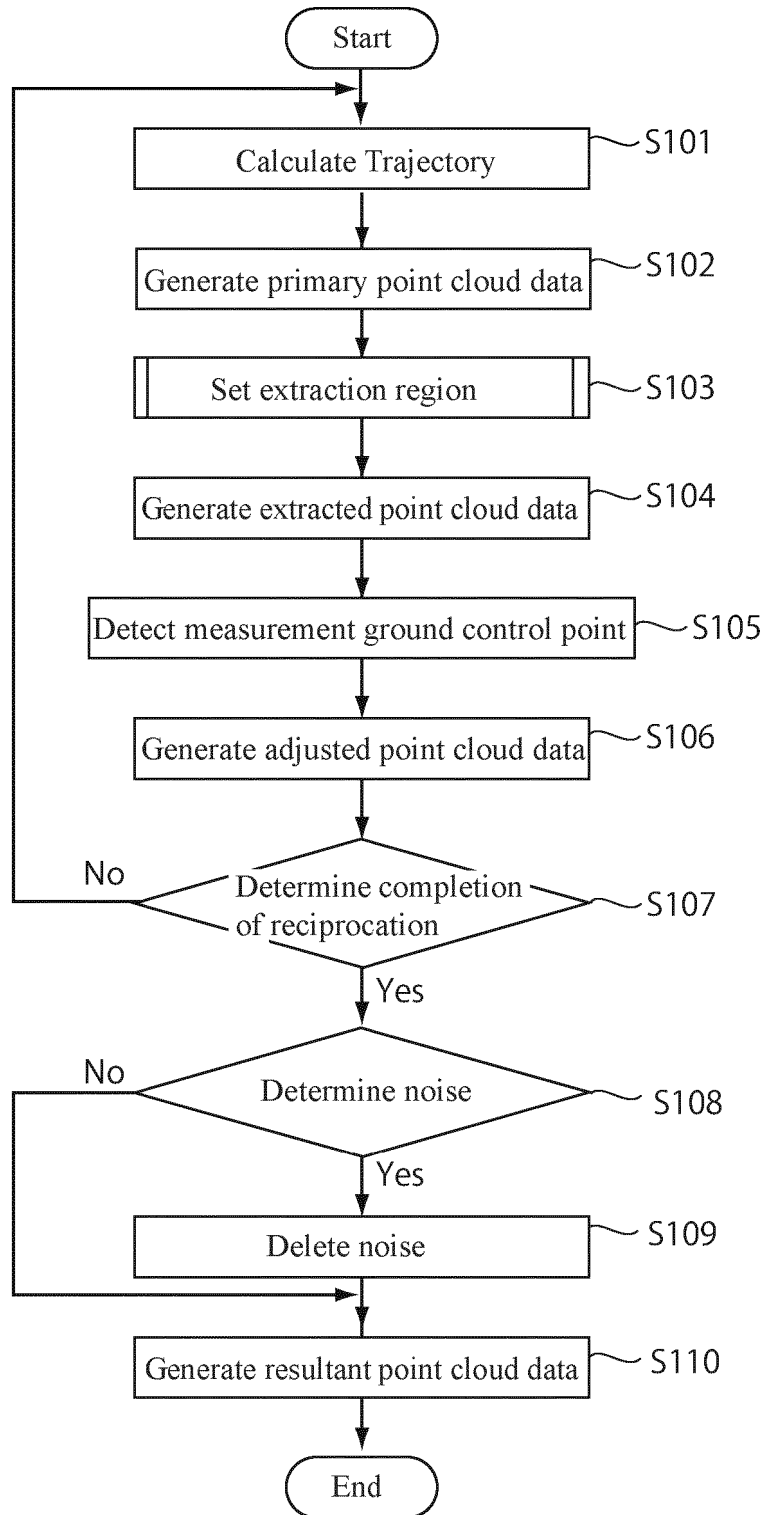 Start
Calculate Trajectory
S101
Generate primary point cloud data
S102
Set extraction region
S103
Generate extracted point cloud data
S104
Detect measurement ground control point
S105
Generate adjusted point cloud data
S106
No
Determine completion
of reciprocation
S107
Yes
No
Determine noise
S108
Yes
Delete noise
S109
Generate resultant point cloud data
S110
End